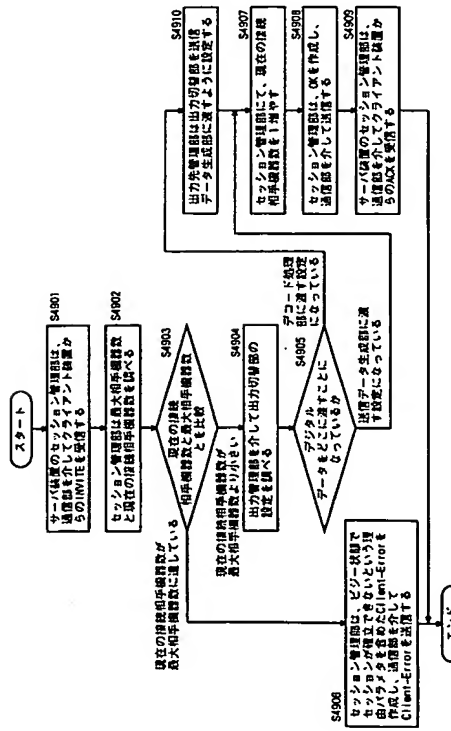 スタート
S4901
サーバ装置のセッション管理部は、
通信部を介してクライアント装置か
らのINVITEを受信する
S4902
セッション管理部は最大相手機器数
と現在の接続相手機器数を調べる
S4903
現在の接続
相手機器数と最大相手機器数
とを比較
現在の接続相手機器数が
最大相手機器数に達している
現在の接続相手機器数が
最大相手機器数より小さい
S4904
出力管理部を介して出力切替部の
設定を調べる
S4905
デジタル
データをどこに渡すことに
なっているか
デコード処理
部に渡す設定
になっている
送信データ生成部に渡
す設定になっている
S4906
セッション管理部は、ビジー状態で
セッションが確立できないという理
由パラメタを含めたClient-Errorを
作成し、通信部を介して
Client-Errorを送信する
S4910
出力先管理部は出力切替部を送信
データ生成部に渡すように設定する
S4907
セッション管理部にて、現在の接続
相手機器数を1増やす
S4908
セッション管理部は、OKを作成し、
通信部を介して送信する
S4909
サーバ装置のセッション管理部は、
通信部を介してクライアント装置か
らのACKを受信する
エンド